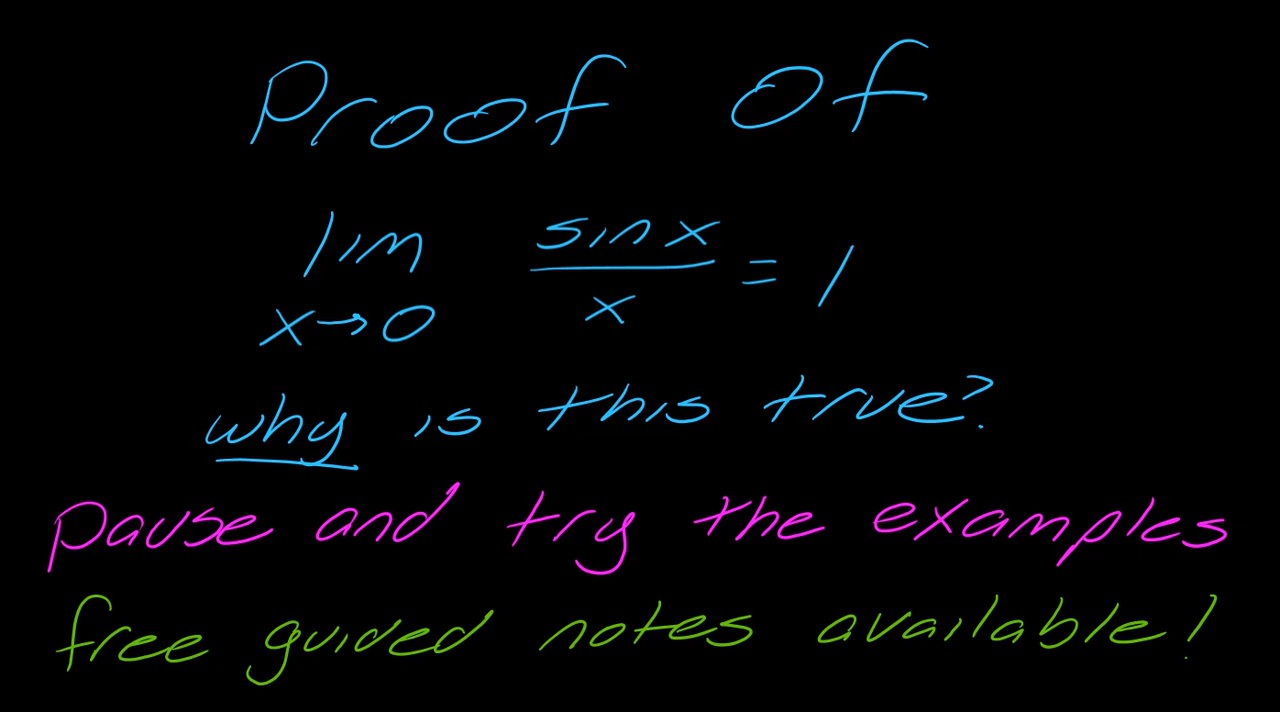 Proof Of
lim sinx/x = 1
x→0
why is this true?
pause and try the examples
free guided notes available!